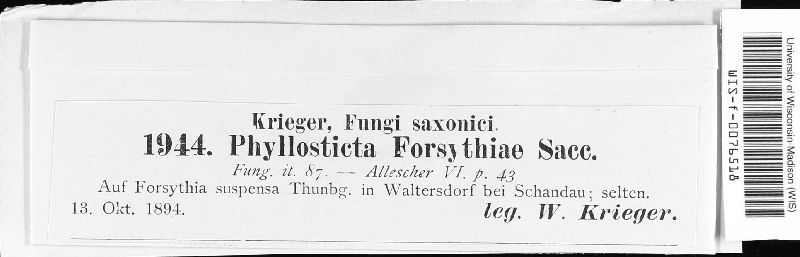 Krieger, Fungi saxonici.
1944. Phyllosticta Forsythiae Sacc.
Fung. it. 87. — Allescher VI. p. 43
Auf Forsythia suspensa Thunbg. in Waltersdorf bei Schandau; selten.
13. Okt. 1894.
leg. W. Krieger.
WIS-f-0076518
University of Wisconsin-Madison (WIS)